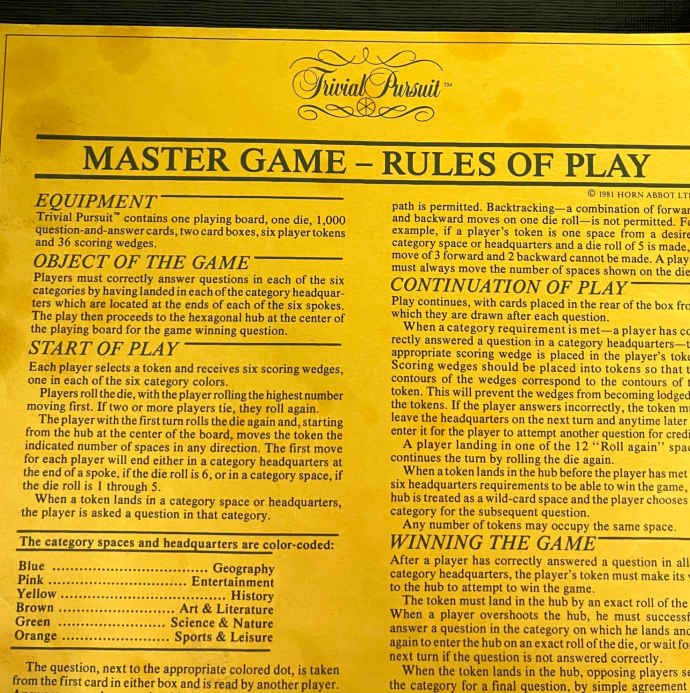 Trivial Pursuit™
MASTER GAME – RULES OF PLAY
© 1981 HORN ABBOT
EQUIPMENT
Trivial Pursuit™ contains one playing board, one die, 1,000
question-and-answer cards, two card boxes, six player tokens
and 36 scoring wedges.
OBJECT OF THE GAME
Players must correctly answer questions in each of the six
categories by having landed in each of the category headquar-
ters which are located at the ends of each of the six spokes.
The play then proceeds to the hexagonal hub at the center of
the playing board for the game winning question.
START OF PLAY
Each player selects a token and receives six scoring wedges,
one in each of the six category colors.
Players roll the die, with the player rolling the highest number
moving first. If two or more players tie, they roll again.
The player with the first turn rolls the die again and, starting
from the hub at the center of the board, moves the token the
indicated number of spaces in any direction. The first move
for each player will end either in a category headquarters at
the end of a spoke, if the die roll is 6, or in a category space, if
the die roll is 1 through 5.
When a token lands in a category space or headquarters,
the player is asked a question in that category.
The category spaces and headquarters are color-coded:
Blue .................................. Geography
Pink .............................. Entertainment
Yellow .................................. History
Brown ......................... Art & Literature
Green ........................ Science & Nature
Orange ....................... Sports & Leisure
The question, next to the appropriate colored dot, is taken
from the first card in either box and is read by another player.
path is permitted. Backtracking—a combination of
and backward moves on one die roll—is not permitted.
example, if a player's token is one space from a
category space or headquarters and a die roll of 5 is made,
move of 3 forward and 2 backward cannot be made. A
must always move the number of spaces shown on the
CONTINUATION OF PLAY
Play continues, with cards placed in the rear of the box
which they are drawn after each question.
When a category requirement is met—a player has
rectly answered a question in a category headquarters—
appropriate scoring wedge is placed in the player's
Scoring wedges should be placed into tokens so that
contours of the wedges correspond to the contours of
token. This will prevent the wedges from becoming lodged
the tokens. If the player answers incorrectly, the token
leave the headquarters on the next turn and anytime later
enter it for the player to attempt another question for
A player landing in one of the 12 "Roll again"
continues the turn by rolling the die again.
When a token lands in the hub before the player has met
six headquarters requirements to be able to win the game,
hub is treated as a wild-card space and the player chooses
category for the subsequent question.
Any number of tokens may occupy the same space.
WINNING THE GAME
After a player has correctly answered a question in all
category headquarters, the player's token must make its
to the hub to attempt to win the game.
The token must land in the hub by an exact roll of the
When a player overshoots the hub, he must
answer a question in the category on which he lands
again to enter the hub on an exact roll of the die, or wait
next turn if the question is not answered correctly.
When the token lands in the hub, opposing players
the category for a final question, by simple